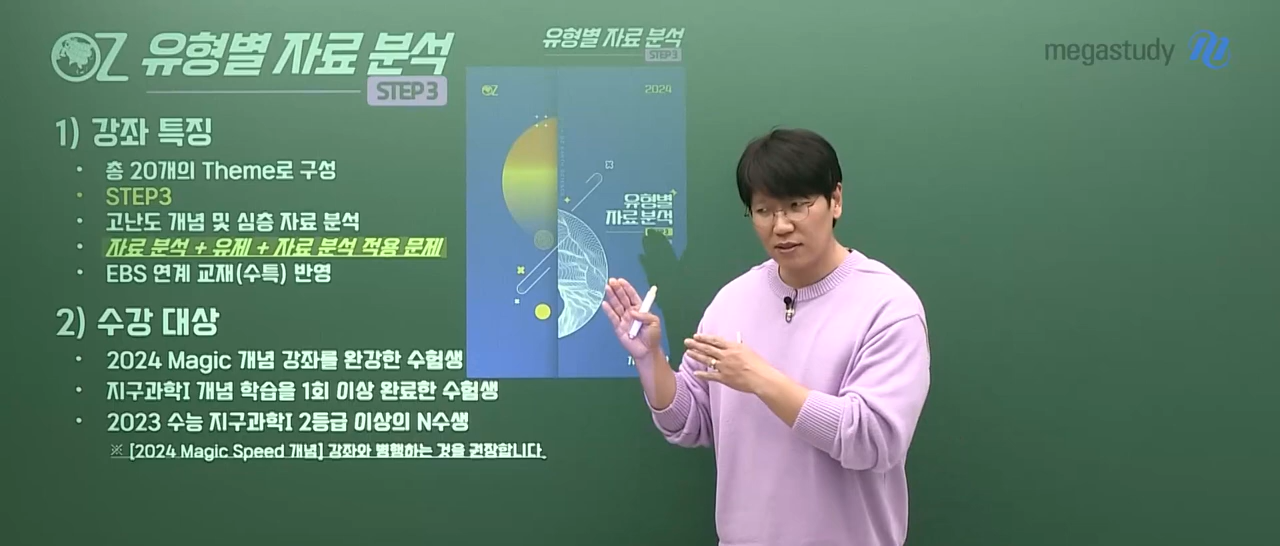 OZ 유형별 자료 분석
STEP3
1) 강좌 특징
• 총 20개의 Theme로 구성
• STEP3
• 고난도 개념 및 심층 자료 분석
• 자료 분석 + 유제 + 자료 분석 적용 문제
• EBS 연계 교재(수특) 반영
2) 수강 대상
• 2024 Magic 개념 강좌를 완강한 수험생
• 지구과학I 개념 학습을 1회 이상 완료한 수험생
• 2023 수능 지구과학I 2등급 이상의 N수생
※ [2024 Magic Speed 개념] 강좌와 병행하는 것을 권장합니다.
유형별 자료 분석
STEP3
OZ
2024
유형별
자료 분석
megastudy